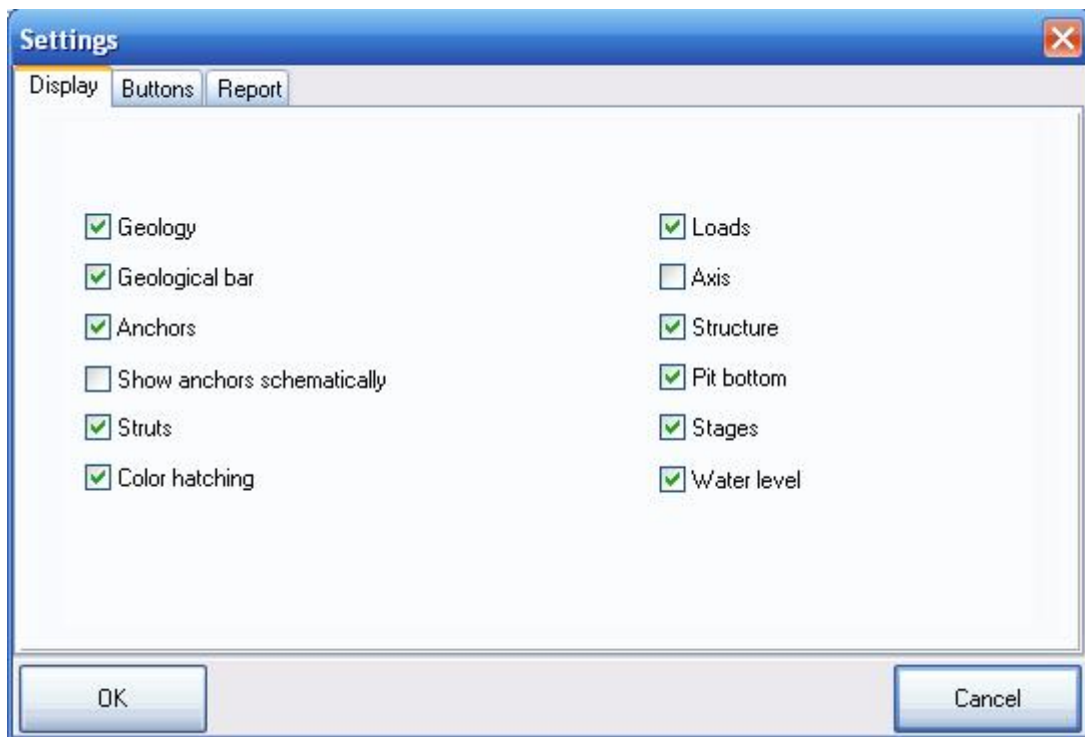 Settings
Display Buttons Report
Geology
Geological bar
Anchors
Show anchors schematically
Struts
Color hatching
Loads
Axis
Structure
Pit bottom
Stages
Water level
OK Cancel